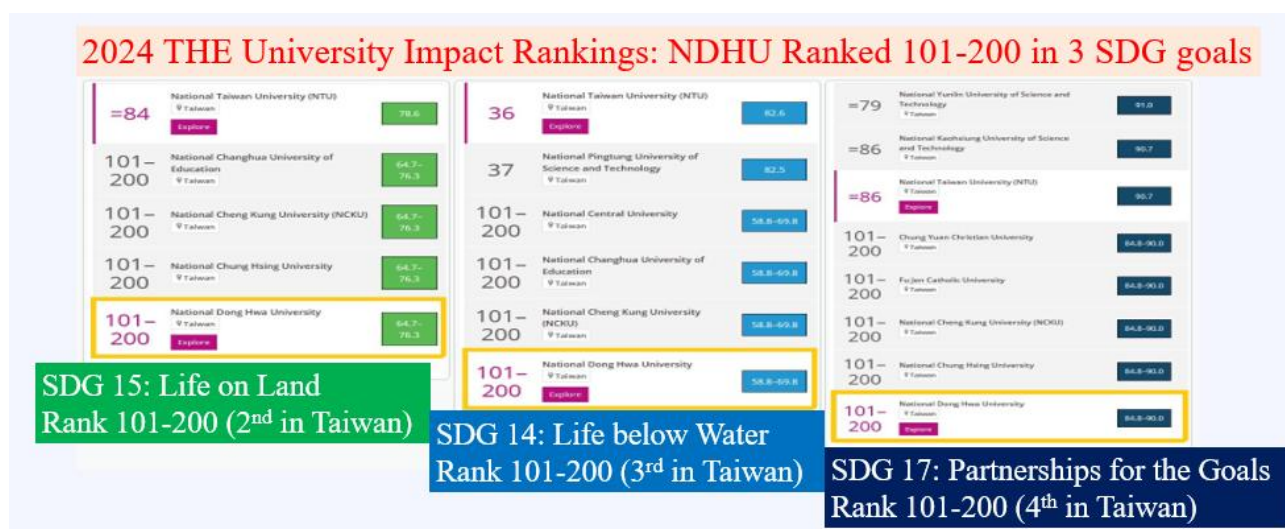 2024 THE University Impact Rankings: NDHU Ranked 101-200 in 3 SDG goals
=84
National Taiwan University (NTU)
Taiwan
Explore
78.6
101–
200
National Changhua University of
Education
Taiwan
64.7–
76.3
101–
200
National Cheng Kung University (NCKU)
Taiwan
64.7–
76.3
101–
200
National Chung Hsing University
Taiwan
64.7–
76.3
101–
200
National Dong Hwa University
Taiwan
Explore
64.7–
76.3
SDG 15: Life on Land
Rank 101-200 (2nd in Taiwan)
36
National Taiwan University (NTU)
Taiwan
Explore
82.6
37
National Pingtung University of
Science and Technology
Taiwan
82.5
101–
200
National Central University
Taiwan
58.8–69.8
101–
200
National Changhua University of
Education
Taiwan
58.8–69.8
101–
200
National Cheng Kung University
(NCKU)
Taiwan
58.8–69.8
101–
200
National Dong Hwa University
Taiwan
Explore
58.8–69.8
SDG 14: Life below Water
Rank 101-200 (3rd in Taiwan)
=79
National Yunlin University of Science and
Technology
Taiwan
91.0
=86
National Kaohsiung University of Science
and Technology
Taiwan
90.7
=86
National Taiwan University (NTU)
Taiwan
Explore
90.7
101–
200
Chung Yuan Christian University
Taiwan
84.8–90.0
101–
200
Fu Jen Catholic University
Taiwan
84.8–90.0
101–
200
National Cheng Kung University (NCKU)
Taiwan
84.8–90.0
101–
200
National Chung Hsing University
Taiwan
84.8–90.0
101–
200
National Dong Hwa University
Taiwan
Explore
84.8–90.0
SDG 17: Partnerships for the Goals
Rank 101-200 (4th in Taiwan)